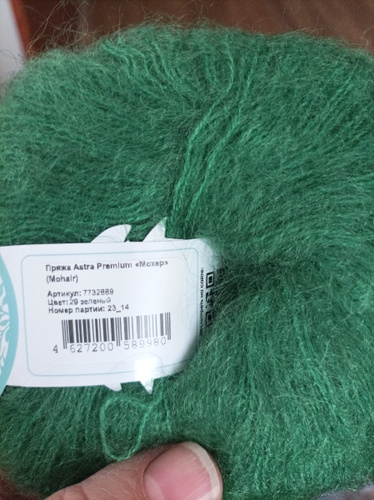 Пряжа Astra Premium «Мохер»
(Mohair)
Артикул: 7732889
Цвет: 29 зеленый
Номер партии: 23_14
4 627200 589980